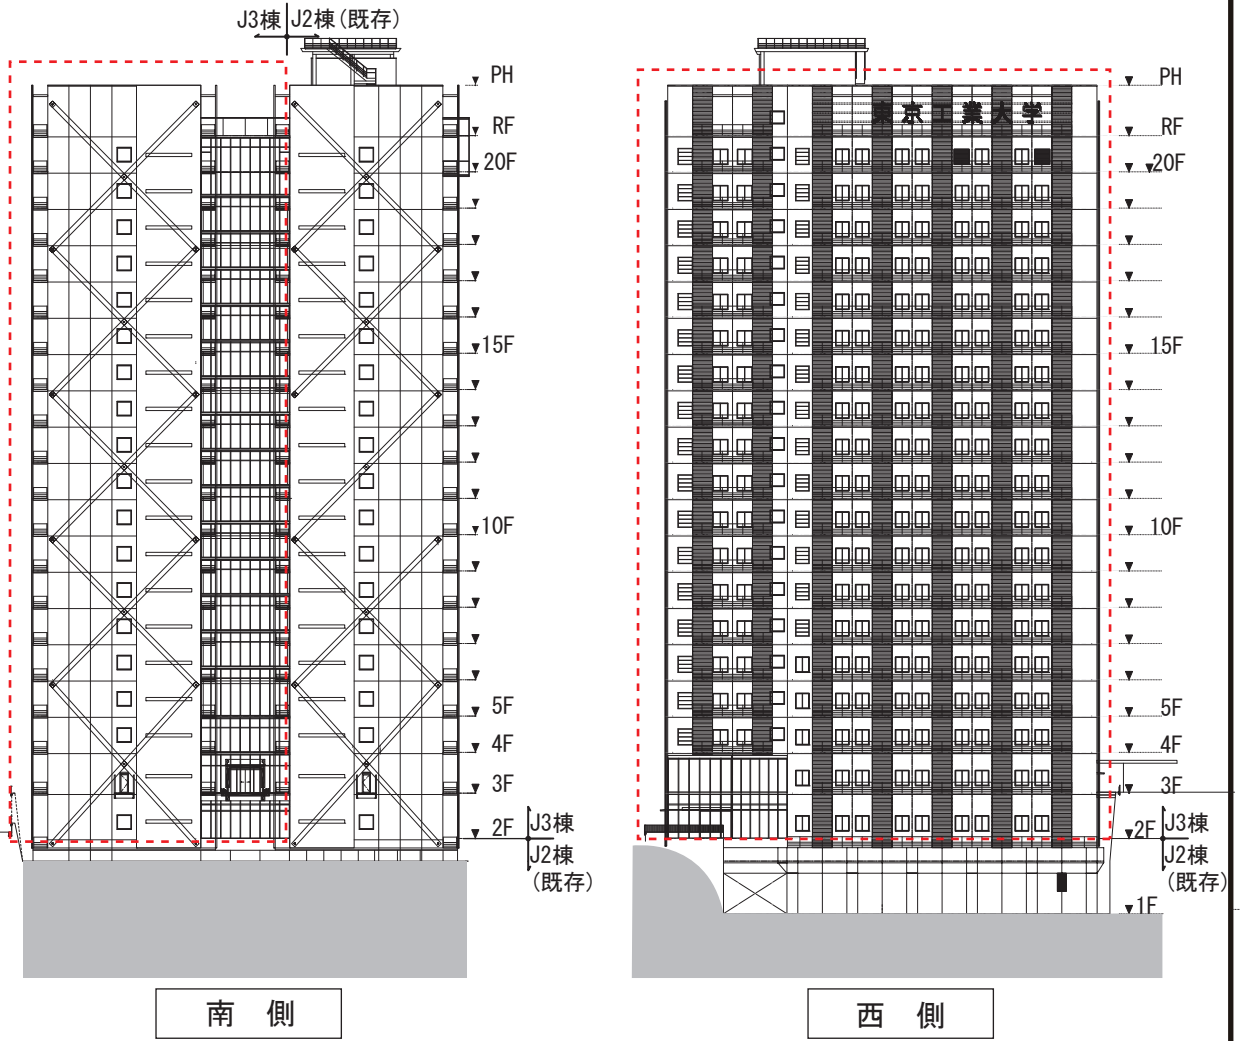 J3棟 J2棟(既存)
PH
RF
20F
15F
10F
5F
4F
3F
2F
J3棟
J2棟
(既存)
南 側
東京工業大学
PH
RF
20F
15F
10F
5F
4F
3F
2F
J3棟
J2棟
(既存)
1F
西 側